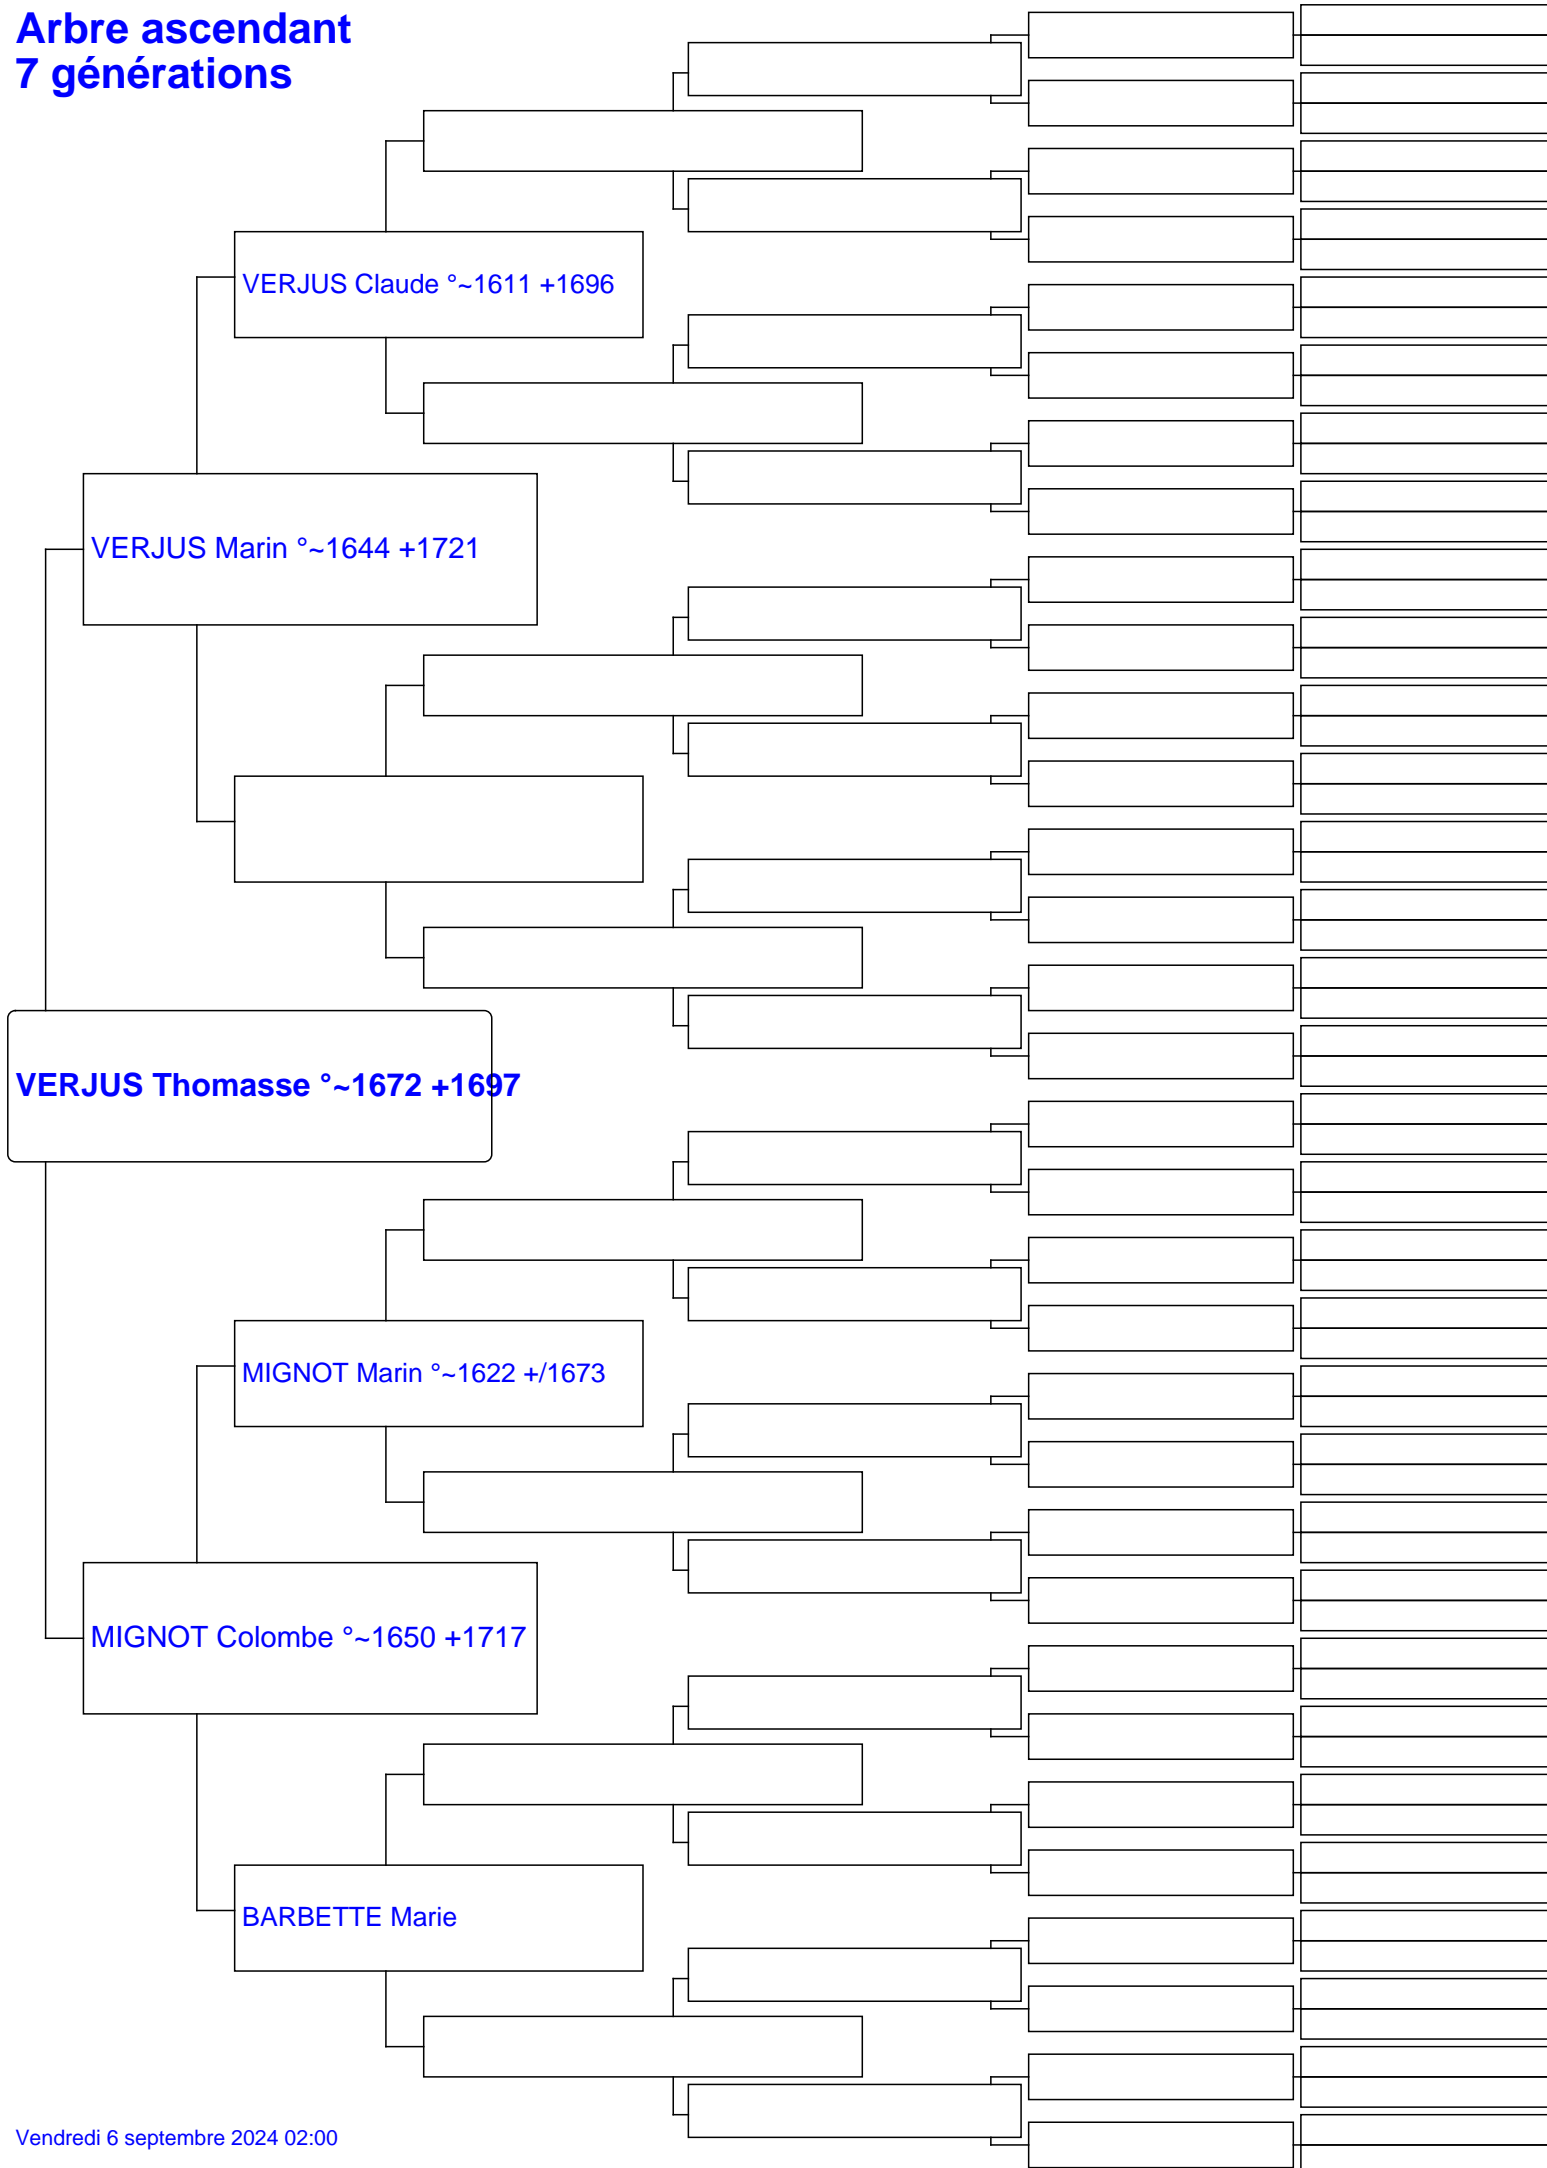 Arbre ascendant
7 générations
VERJUS Claude °~1611 +1696
VERJUS Marin °~1644 +1721
VERJUS Thomasse °~1672 +1697
MIGNOT Marin °~1622 +/1673
MIGNOT Colombe °~1650 +1717
BARBETTE Marie
Vendredi 6 septembre 2024 02:00